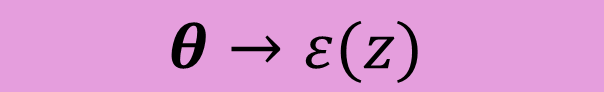 𝜽 → 𝜀(𝑧)